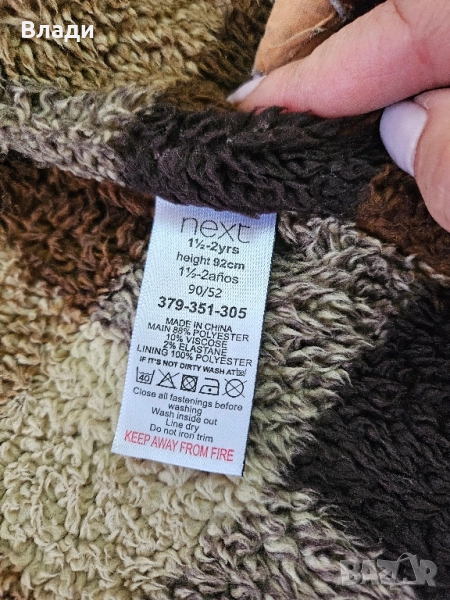 Влади
next
1½-2yrs
height 92cm
1½-2años
90/52
379-351-305
MADE IN CHINA
MAIN 88% POLYESTER
10% VISCOSE
2% ELASTANE
LINING 100% POLYESTER
IF IT'S NOT DIRTY WASH AT 30
40
Close all fastenings before
washing
Wash inside out
Line dry
Do not iron trim
KEEP AWAY FROM FIRE
BAZAR